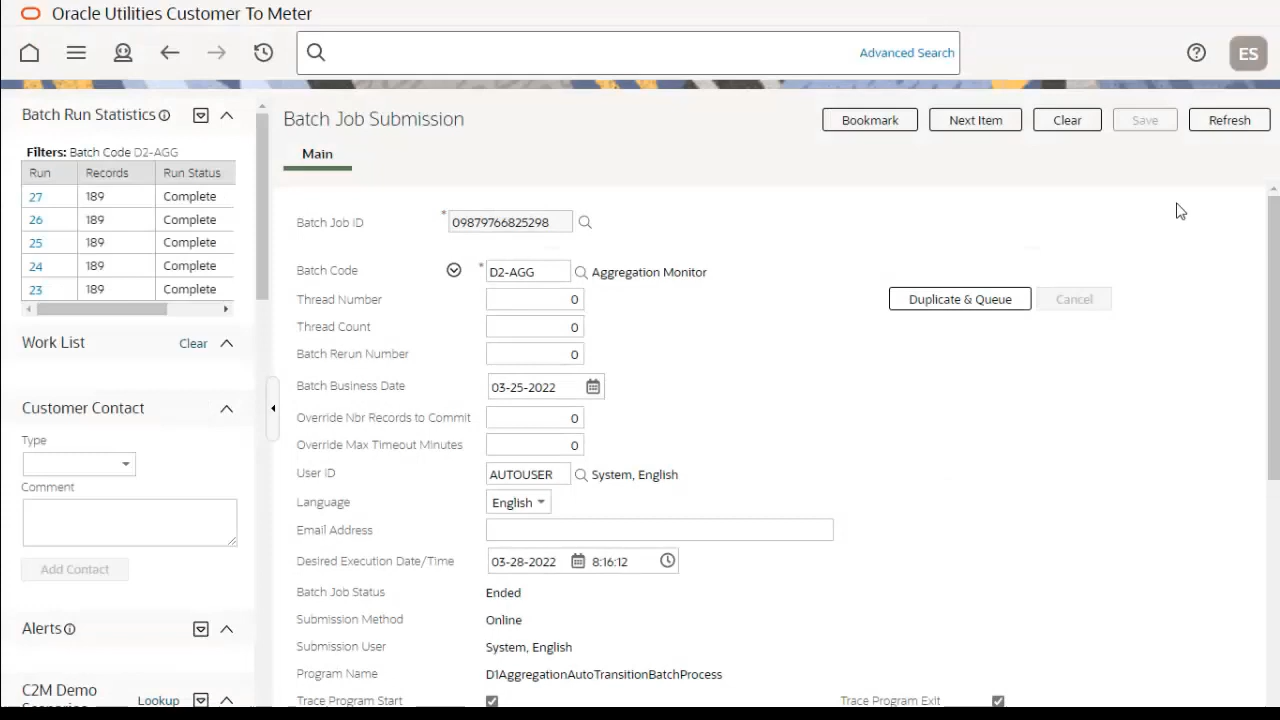 Oracle Utilities Customer To Meter
Advanced Search
ES
Batch Run Statistics
Filters: Batch Code D2-AGG
Run Records Run Status
27 189 Complete
26 189 Complete
25 189 Complete
24 189 Complete
23 189 Complete
Work List Clear
Customer Contact
Type
Comment
Add Contact
Alerts
C2M Demo
Lookup
Batch Job Submission
Bookmark Next Item Clear Save Refresh
Main
Batch Job ID * 09879766825298
Batch Code * D2-AGG Aggregation Monitor
Thread Number 0
Duplicate & Queue Cancel
Thread Count 0
Batch Rerun Number 0
Batch Business Date 03-25-2022
Override Nbr Records to Commit 0
Override Max Timeout Minutes 0
User ID AUTOUSER System, English
Language English
Email Address
Desired Execution Date/Time 03-28-2022 8:16:12
Batch Job Status Ended
Submission Method Online
Submission User System, English
Program Name D1AggregationAutoTransitionBatchProcess
Trace Program Start Trace Program Exit